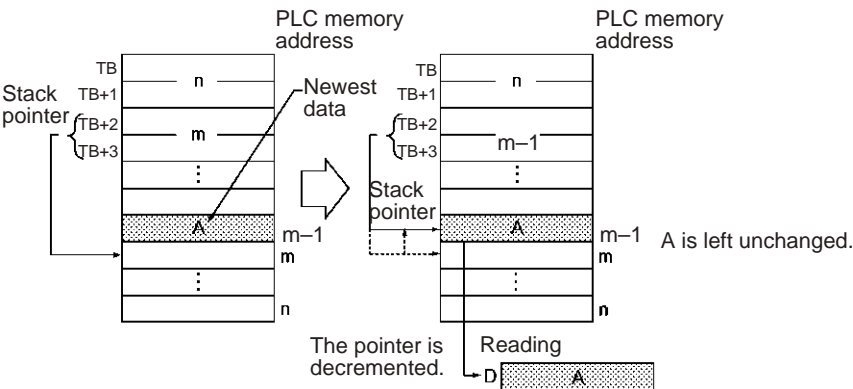 PLC memory
address
TB
n
TB+1
Stack
pointer
TB+2
m
TB+3
⋮
Newest
data
A
m–1
m
⋮
n
PLC memory
address
TB
n
TB+1
TB+2
m–1
TB+3
⋮
Stack
pointer
A
m–1
m
A is left unchanged.
⋮
n
The pointer is
decremented.
Reading
D
A